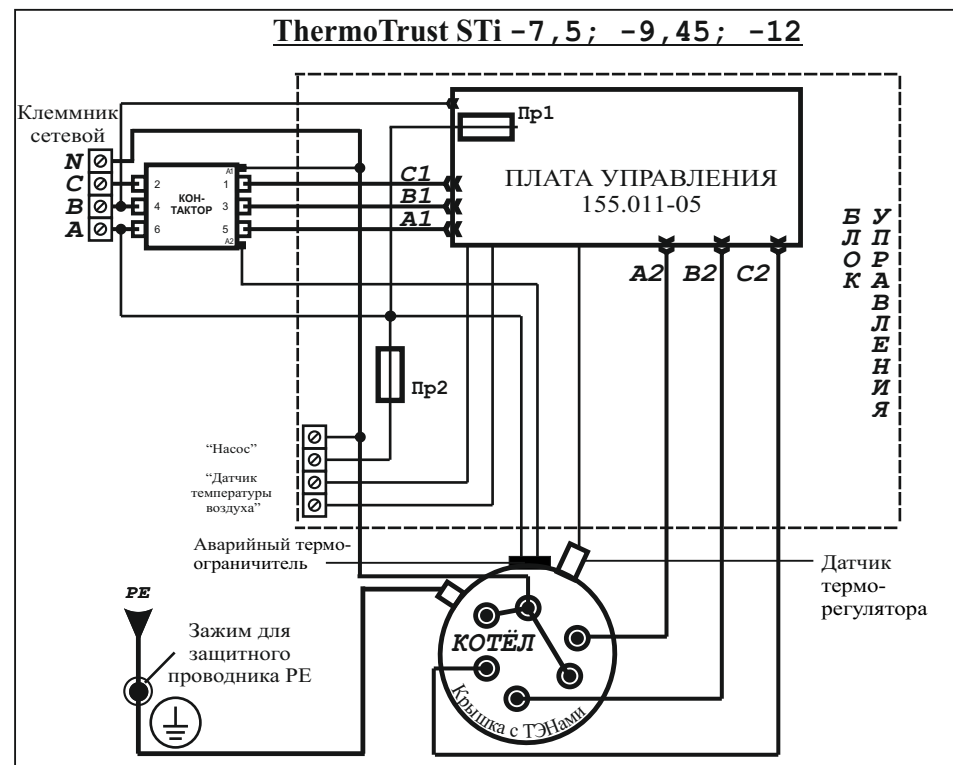 ThermoTrust STi -7,5; -9,45; -12
Клеммник
сетевой
N
C
B
A
2
4
6
КОН-
ТАКТОР
A1
1
3
5
A2
C1
B1
A1
Пр1
ПЛАТА УПРАВЛЕНИЯ
155.011-05
A2 B2 C2
БЛОК
УПРАВЛЕНИЯ
Пр2
“Насос”
“Датчик
температуры
воздуха”
Аварийный термо-
ограничитель
Датчик
термо-
регулятора
PE
Зажим для
защитного
проводника PE
КОТЁЛ
Крышка с ТЭНами